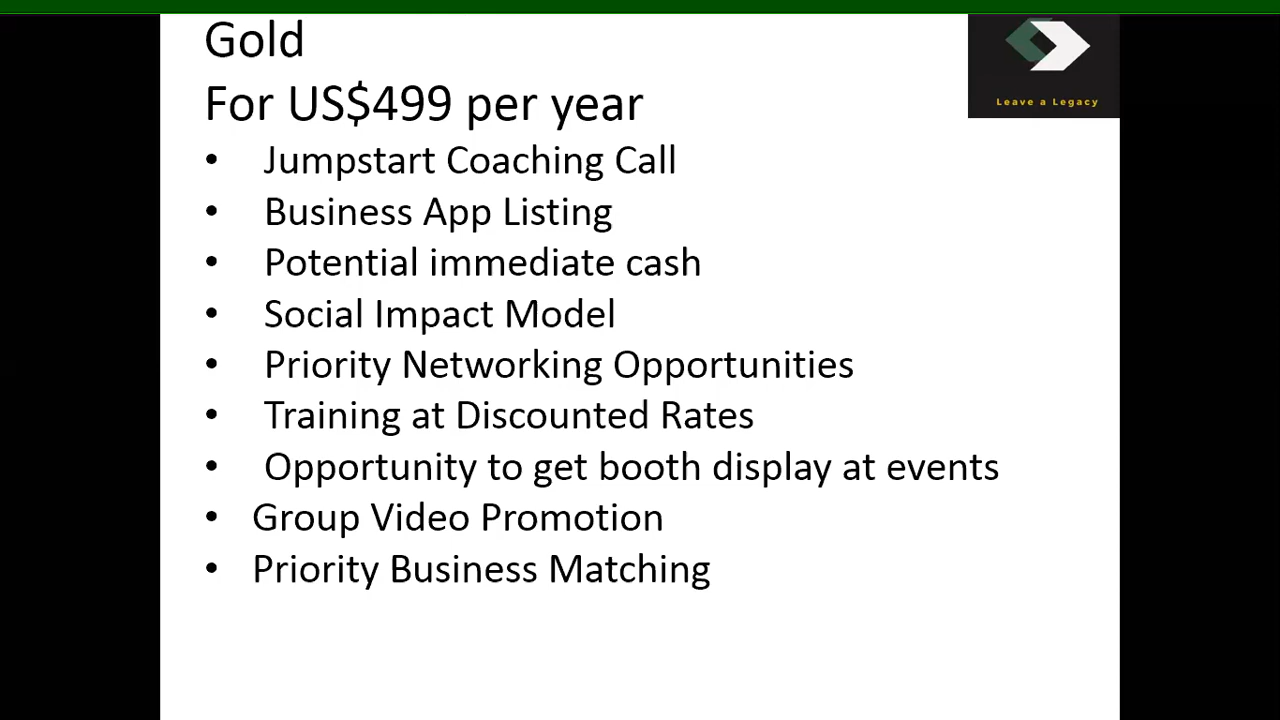 Gold
Leave a Legacy
For US$499 per year
• Jumpstart Coaching Call
• Business App Listing
• Potential immediate cash
• Social Impact Model
• Priority Networking Opportunities
• Training at Discounted Rates
• Opportunity to get booth display at events
• Group Video Promotion
• Priority Business Matching